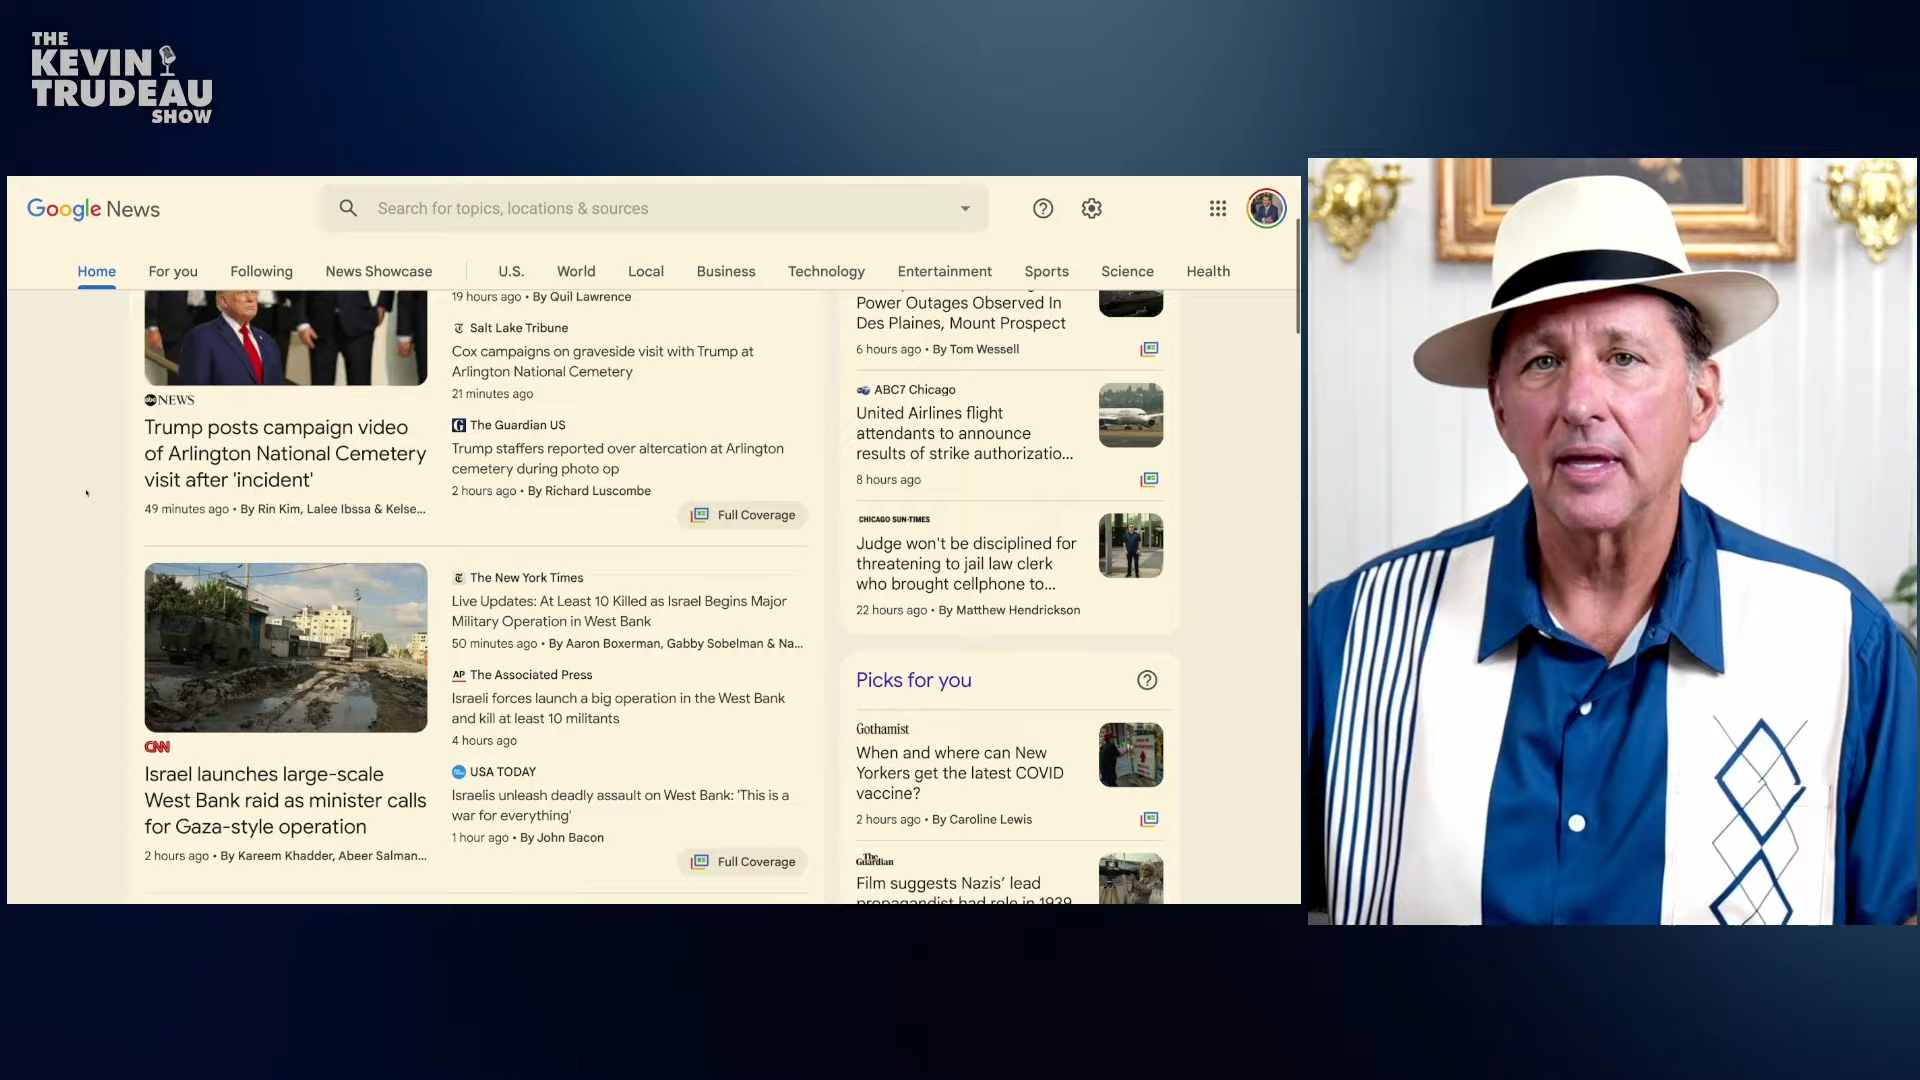 THE
KEVIN
TRUDEAU
SHOW
Google News
Search for topics, locations & sources
Home
For you
Following
News Showcase
U.S.
World
Local
Business
Technology
Entertainment
Sports
Science
Health
19 hours ago • By Quil Lawrence
Salt Lake Tribune
Cox campaigns on graveside visit with Trump at
Arlington National Cemetery
21 minutes ago
abc NEWS
Trump posts campaign video
of Arlington National Cemetery
visit after 'incident'
49 minutes ago • By Rin Kim, Lalee Ibssa & Kelse...
The Guardian US
Trump staffers reported over altercation at Arlington
cemetery during photo op
2 hours ago • By Richard Luscombe
Full Coverage
The New York Times
Live Updates: At Least 10 Killed as Israel Begins Major
Military Operation in West Bank
50 minutes ago • By Aaron Boxerman, Gabby Sobelman & Na...
AP The Associated Press
Israeli forces launch a big operation in the West Bank
and kill at least 10 militants
4 hours ago
CNN
Israel launches large-scale
West Bank raid as minister calls
for Gaza-style operation
2 hours ago • By Kareem Khadder, Abeer Salman...
USA TODAY
Israelis unleash deadly assault on West Bank: 'This is a
war for everything'
1 hour ago • By John Bacon
Full Coverage
Power Outages Observed In
Des Plaines, Mount Prospect
6 hours ago • By Tom Wessell
ABC7 Chicago
United Airlines flight
attendants to announce
results of strike authorizatio...
8 hours ago
CHICAGO SUN-TIMES
Judge won't be disciplined for
threatening to jail law clerk
who brought cellphone to...
22 hours ago • By Matthew Hendrickson
Picks for you
Gothamist
When and where can New
Yorkers get the latest COVID
vaccine?
2 hours ago • By Caroline Lewis
The Guardian
Film suggests Nazis' lead
propagandist had role in 1939